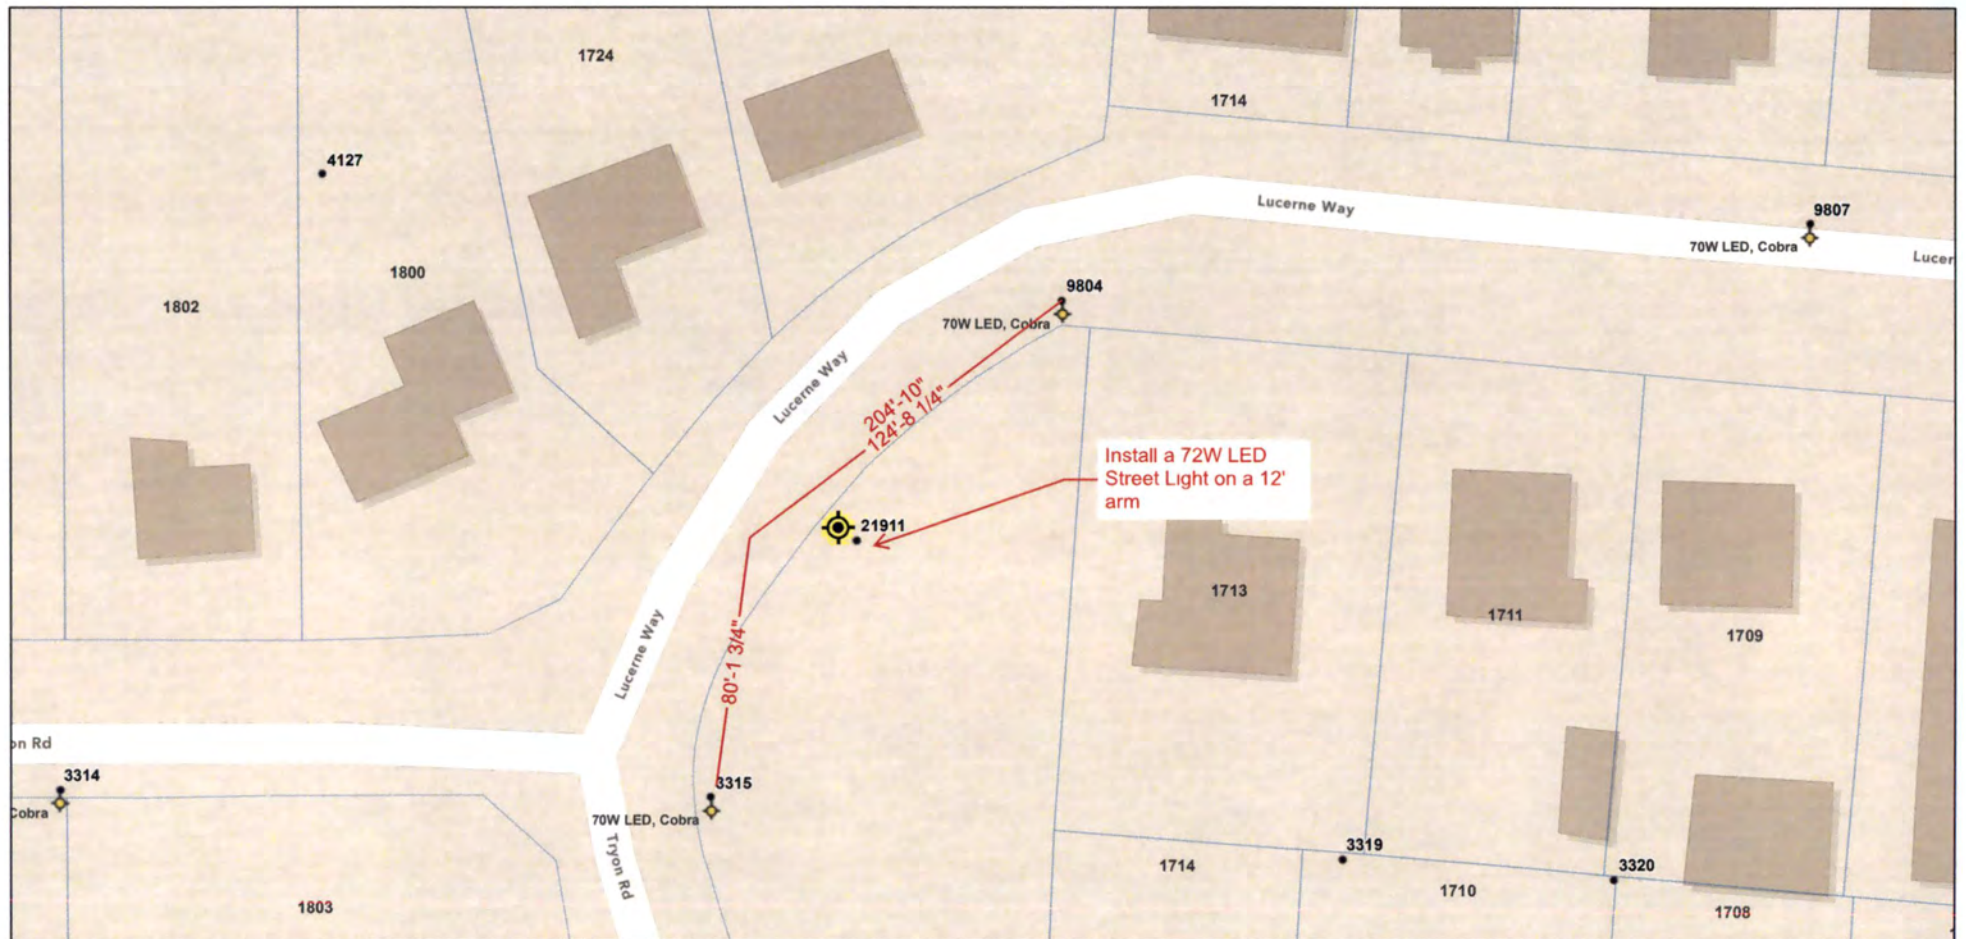 1724
1714
4127
Lucerne Way
9807
70W LED, Cobra
Lucer
1800
1802
9804
70W LED, Cobra
Lucerne Way
204'-10"
124'-8 1/4"
Install a 72W LED
Street Light on a 12'
arm
21911
1713
1711
1709
Lucerne Way
80'-1 3/4"
on Rd
3314
Cobra
3315
70W LED, Cobra
Tryon Rd
3319
3320
1714
1710
1708
1803